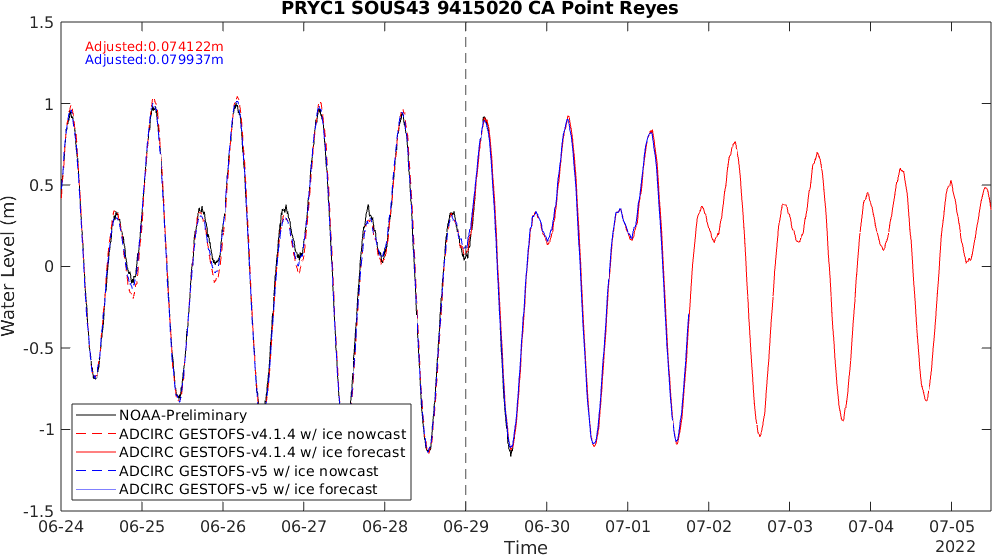 PRYC1 SOUS43 9415020 CA Point Reyes
Adjusted:0.074122m
Adjusted:0.079937m
1.5
1
0.5
0
-0.5
-1
-1.5
Water Level (m)
NOAA-Preliminary
ADCIRC GESTOFS-v4.1.4 w/ ice nowcast
ADCIRC GESTOFS-v4.1.4 w/ ice forecast
ADCIRC GESTOFS-v5 w/ ice nowcast
ADCIRC GESTOFS-v5 w/ ice forecast
06-24 06-25 06-26 06-27 06-28 06-29 06-30 07-01 07-02 07-03 07-04 07-05
Time
2022